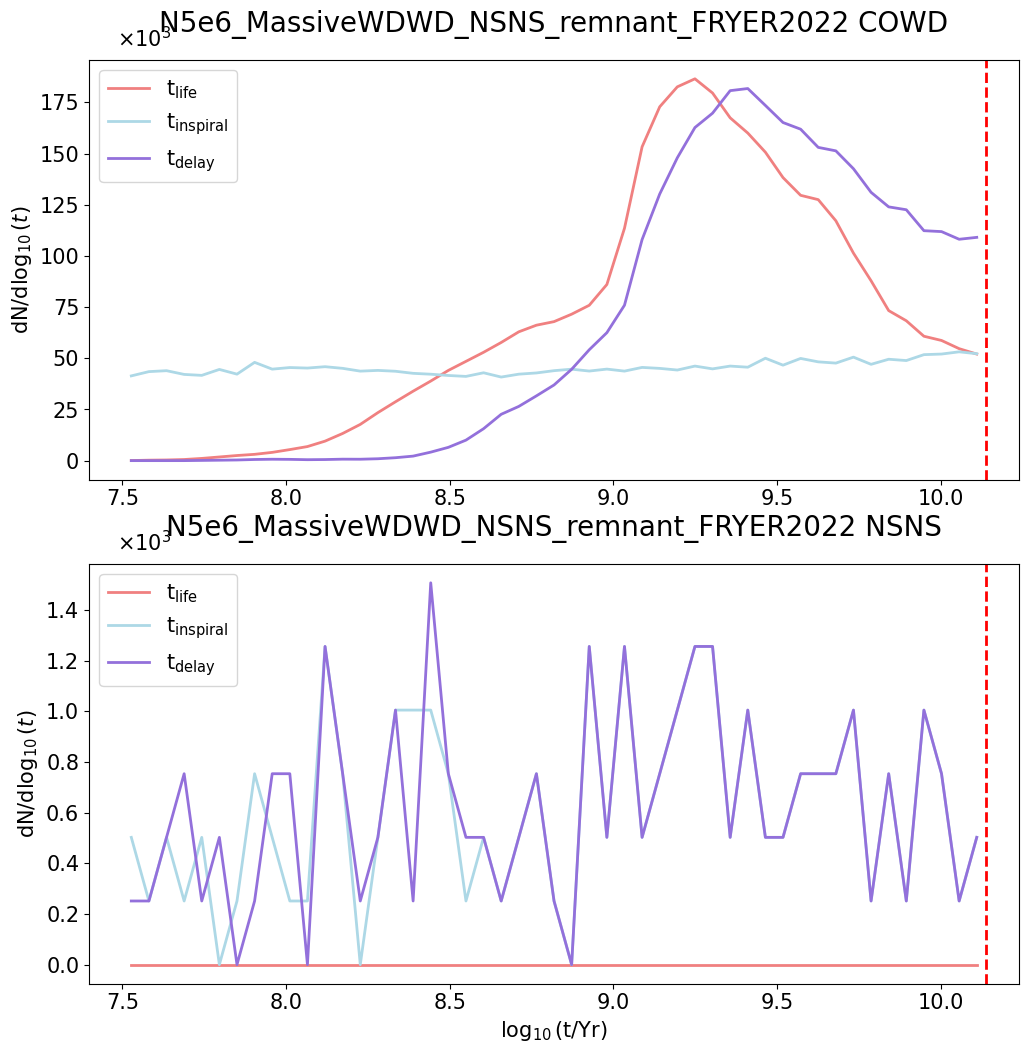 N5e6_MassiveWDWD_NSNS_remnant_FRYER2022 COWD
×10³
175
150
125
100
75
50
25
0
dN/dlog₁₀(t)
t_life
t_inspiral
t_delay
7.5 8.0 8.5 9.0 9.5 10.0
N5e6_MassiveWDWD_NSNS_remnant_FRYER2022 NSNS
×10³
1.4
1.2
1.0
0.8
0.6
0.4
0.2
0.0
dN/dlog₁₀(t)
t_life
t_inspiral
t_delay
7.5 8.0 8.5 9.0 9.5 10.0
log₁₀(t/Yr)